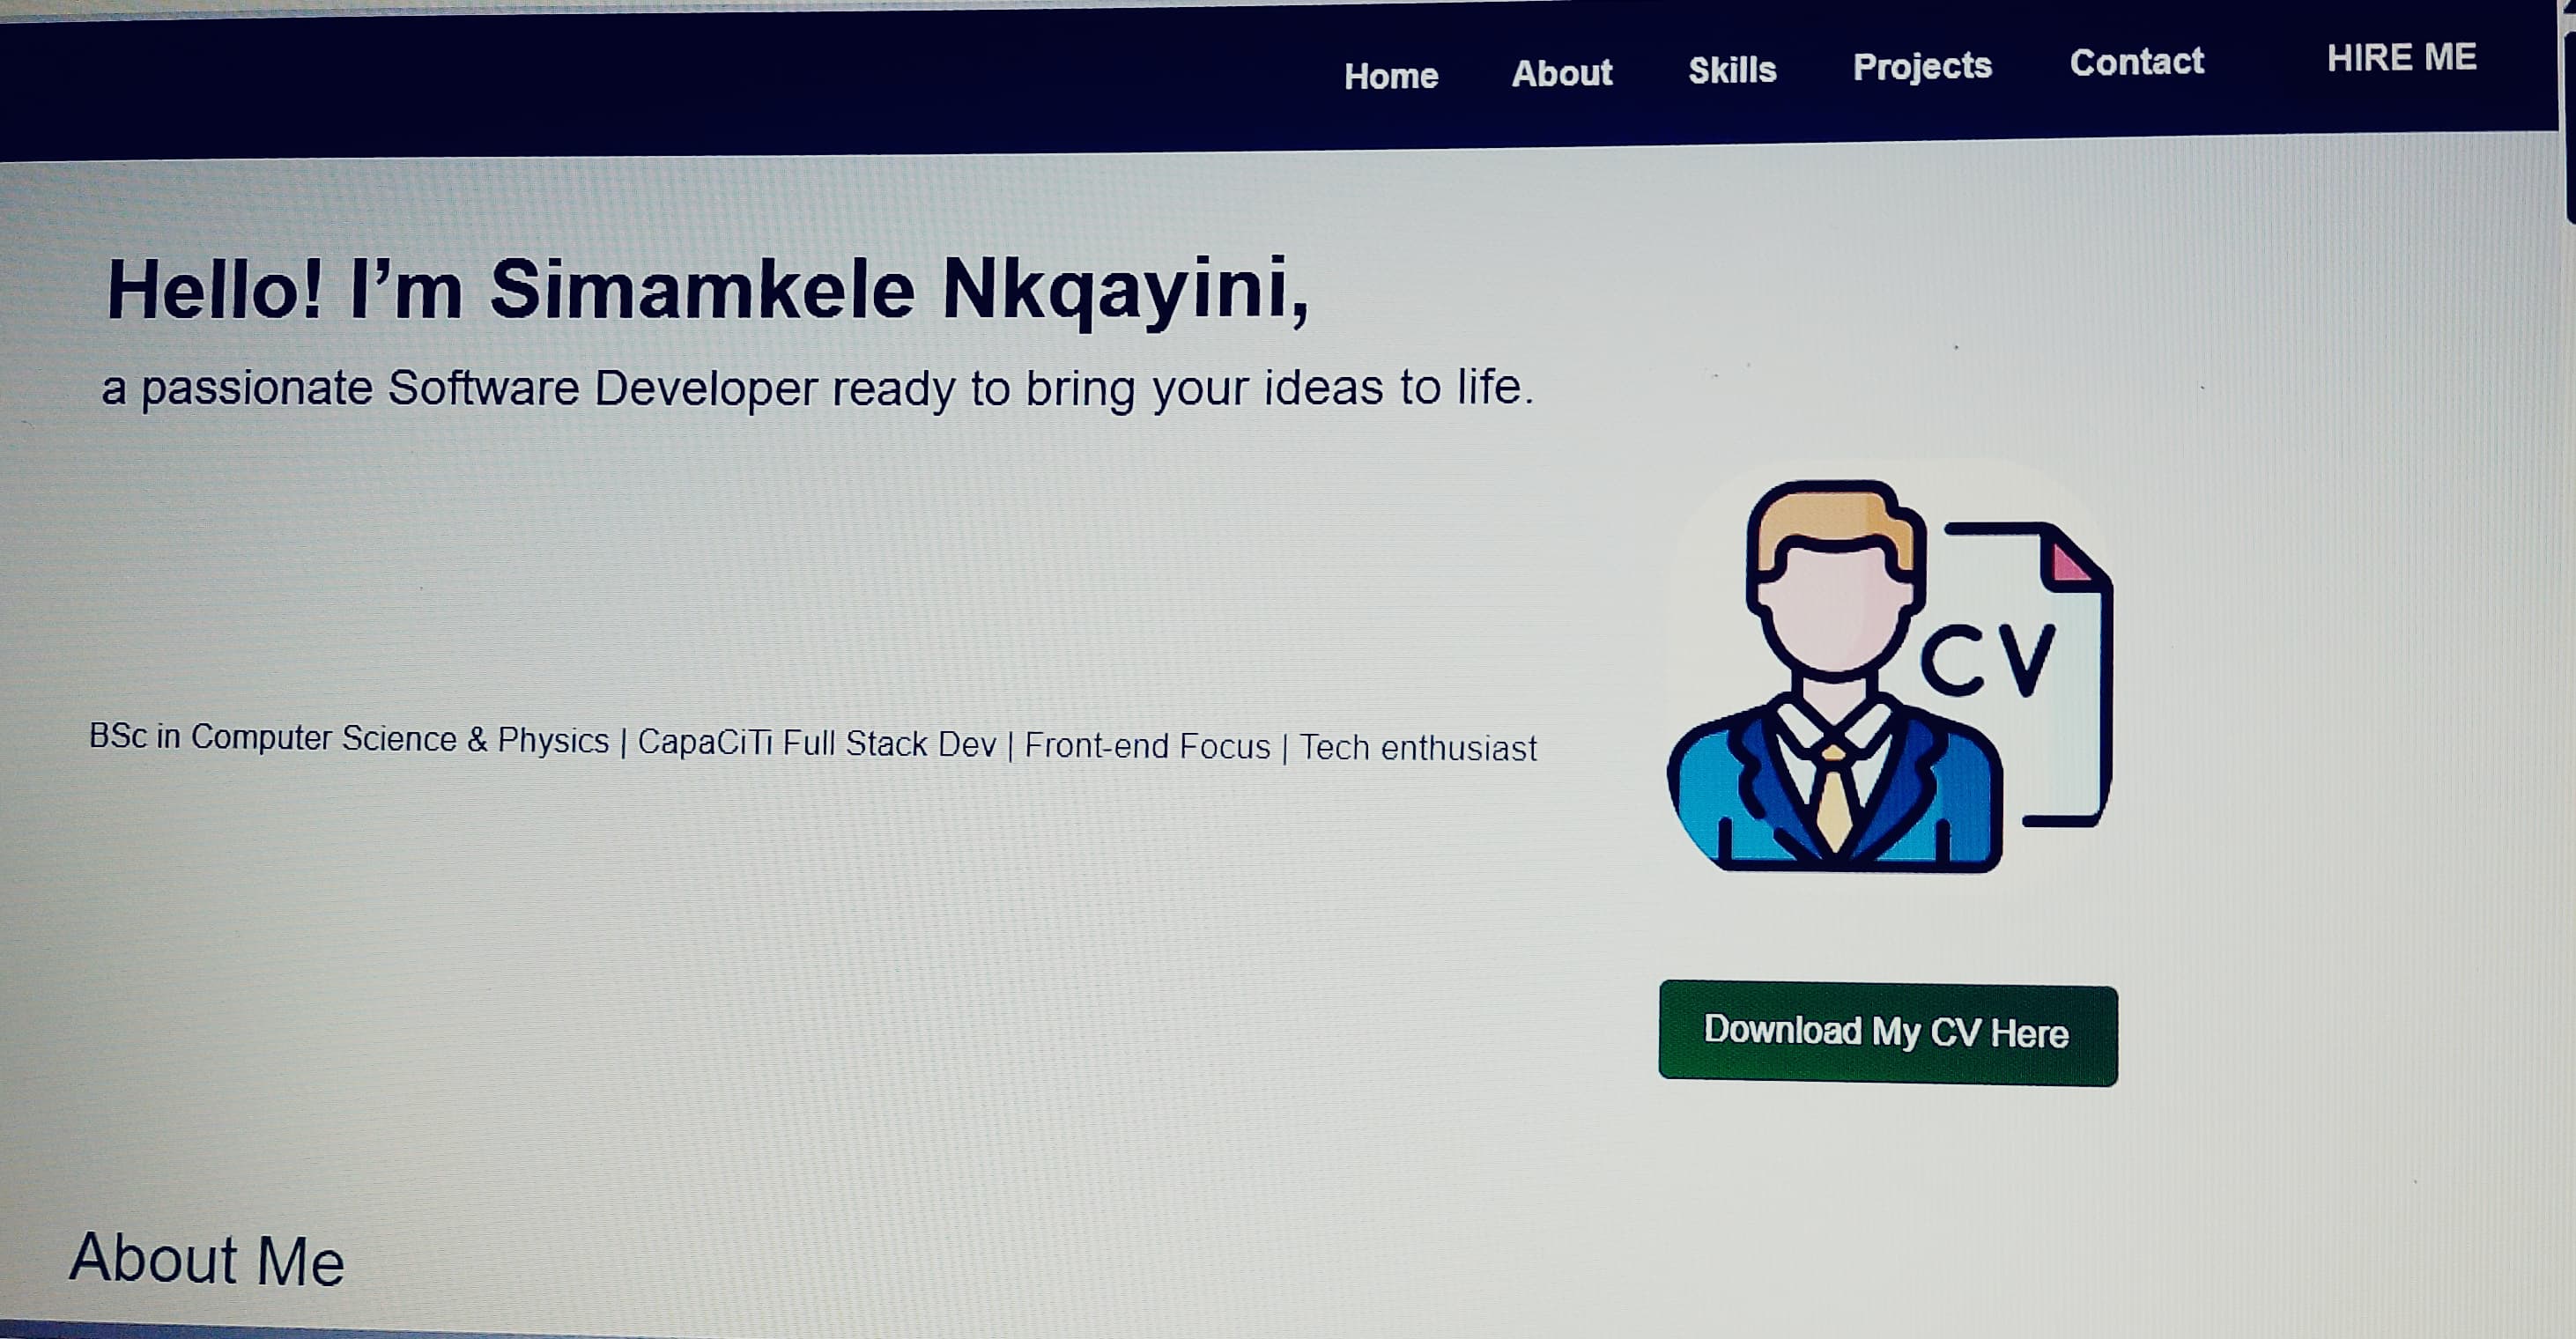 Home About Skills Projects Contact HIRE ME
Hello! I’m Simamkele Nkqayini,
a passionate Software Developer ready to bring your ideas to life.
CV
BSc in Computer Science & Physics | CapaCiTi Full Stack Dev | Front-end Focus | Tech enthusiast
Download My CV Here
About Me